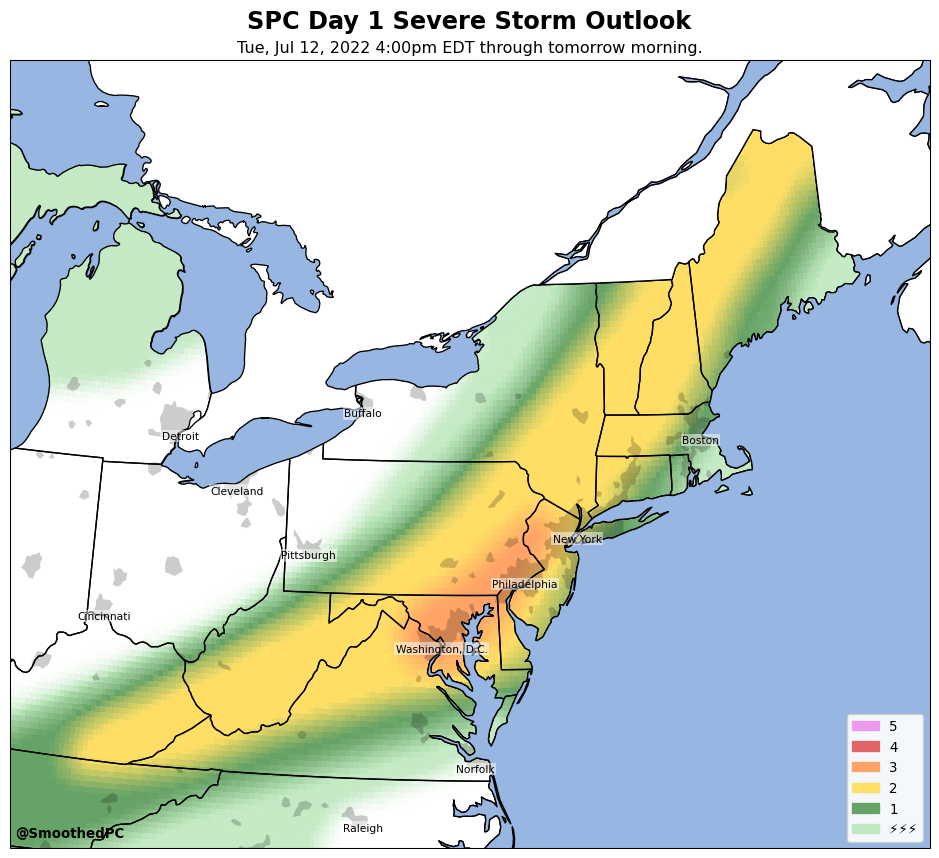 SPC Day 1 Severe Storm Outlook
Tue, Jul 12, 2022 4:00pm EDT through tomorrow morning.
Buffalo
Detroit
Boston
Cleveland
New York
Pittsburgh
Philadelphia
Cincinnati
Washington, D.C.
Norfolk
Raleigh
5
4
3
2
1
⚡⚡⚡
@SmoothedPC